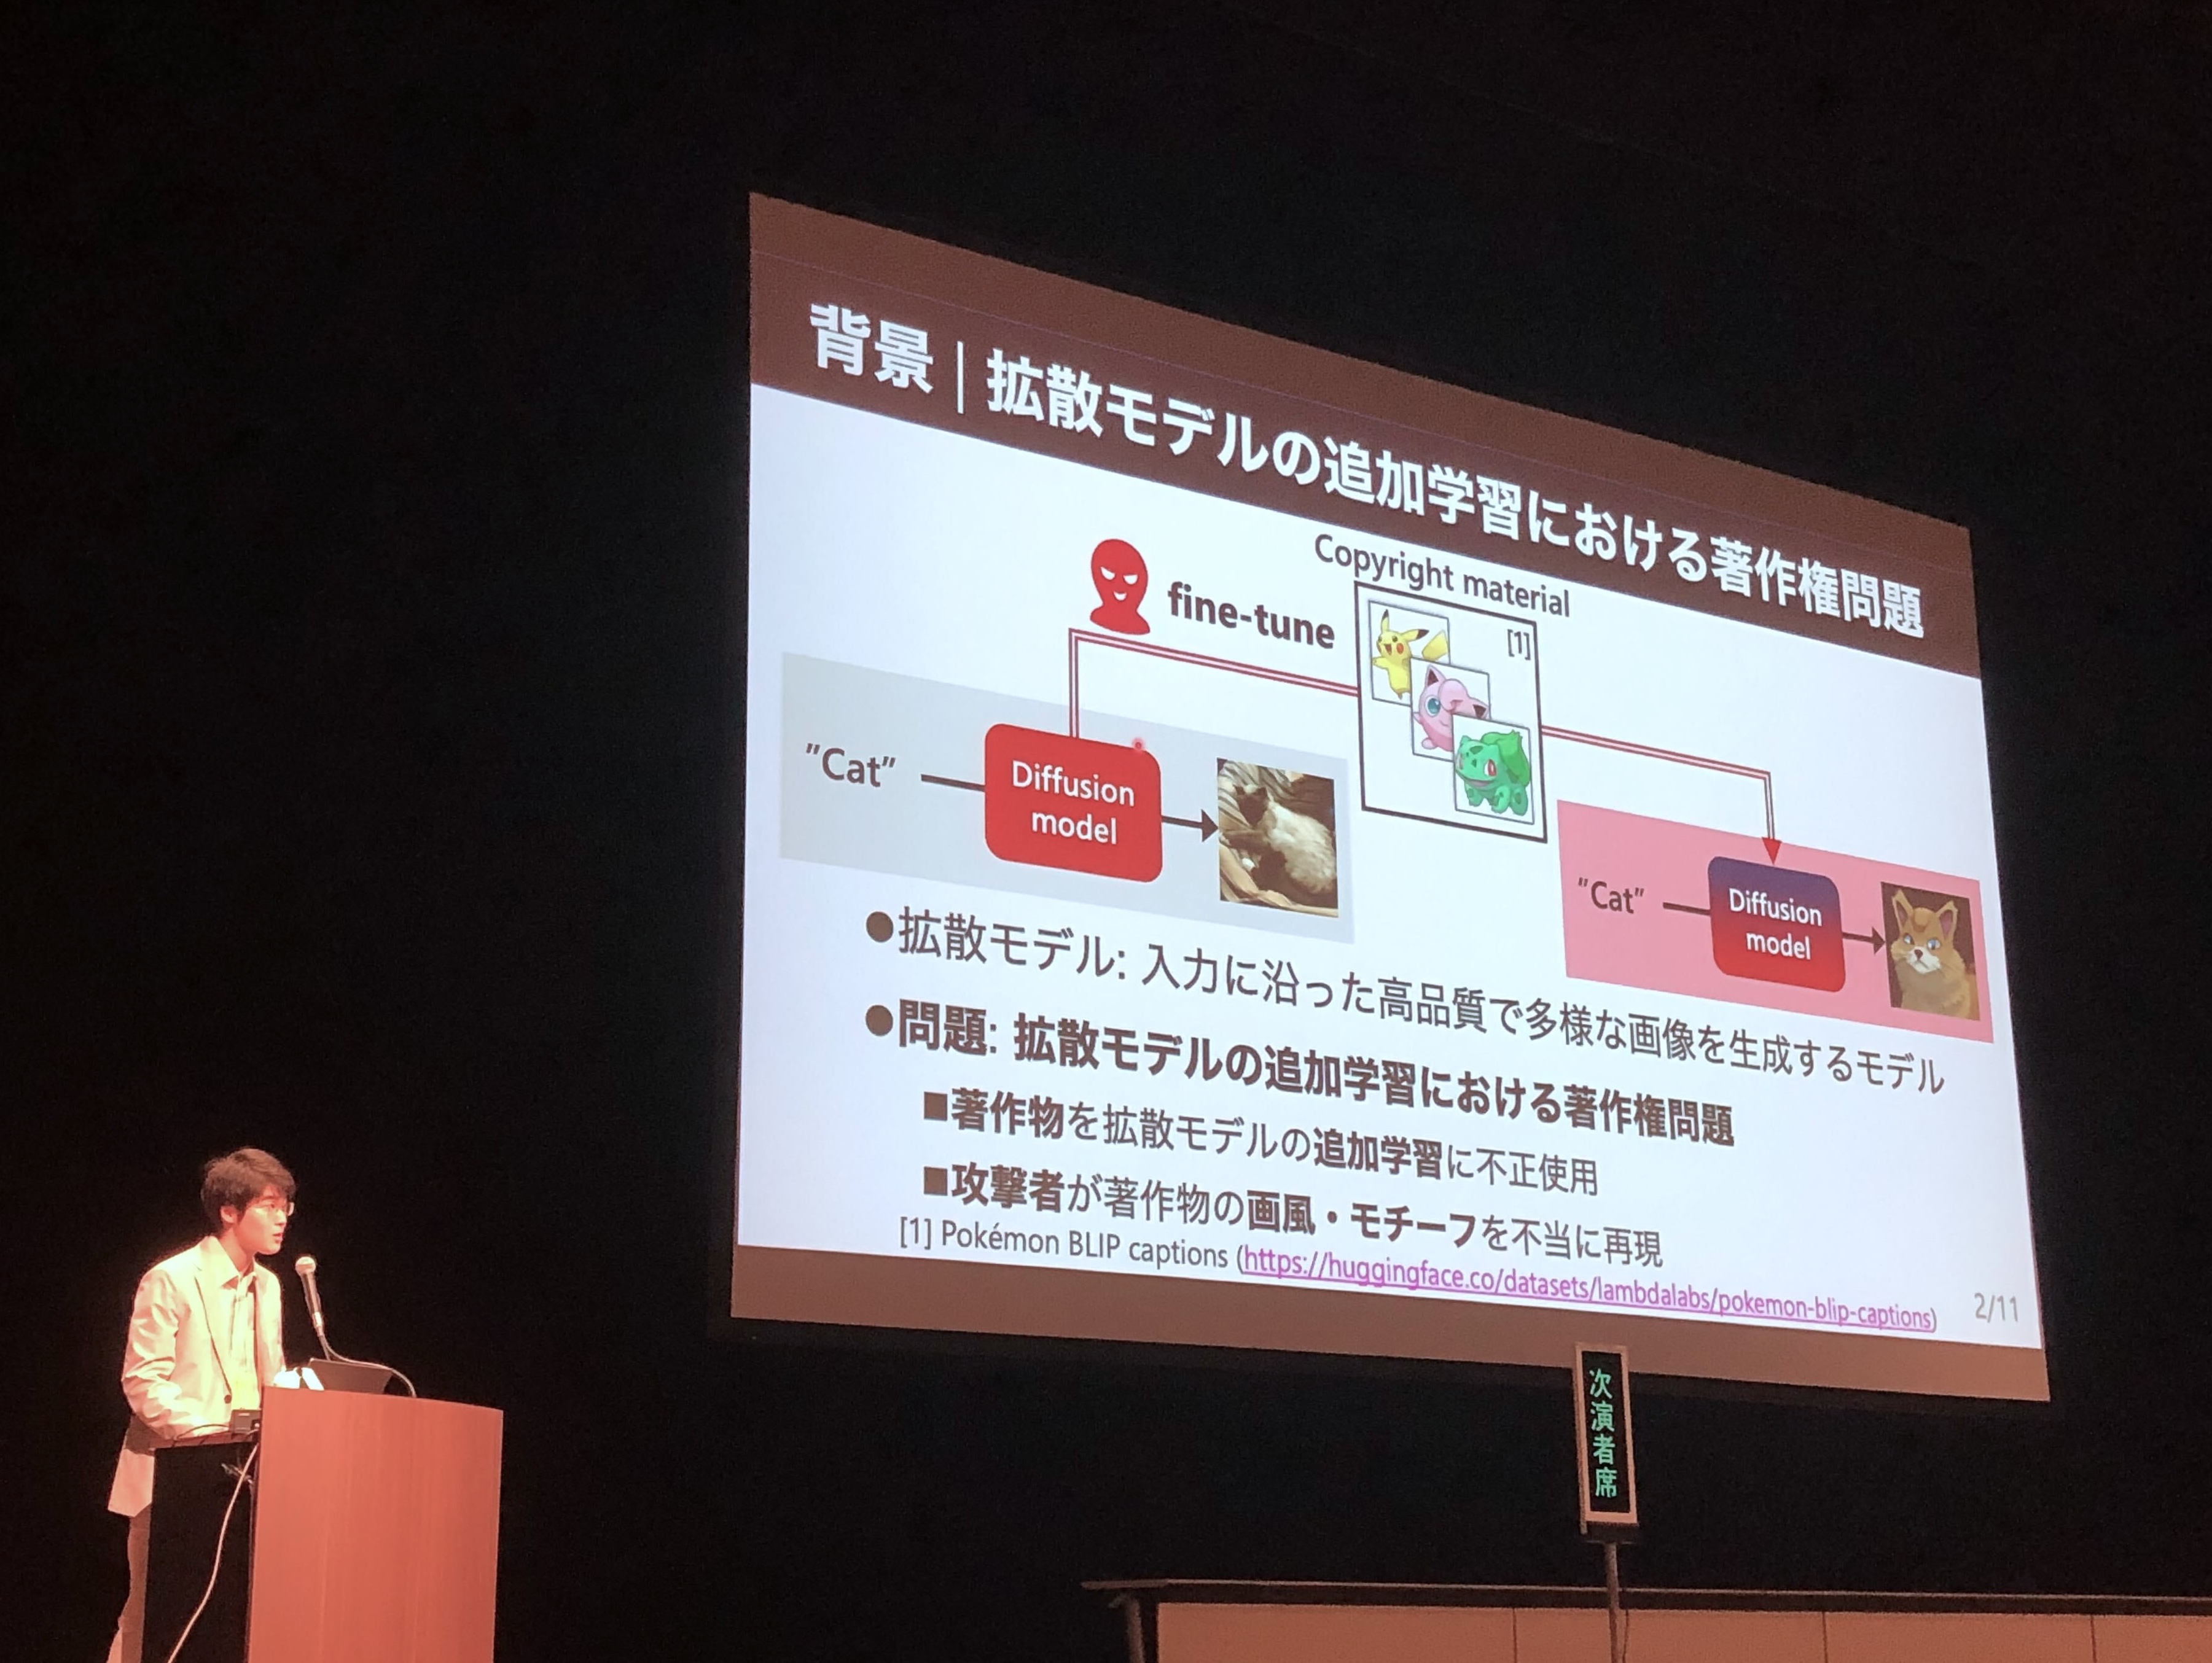 背景｜拡散モデルの追加学習における著作権問題
Copyright material
fine-tune
[1]
"Cat"
Diffusion
model
"Cat"
Diffusion
model
●拡散モデル: 入力に沿った高品質で多様な画像を生成するモデル
●問題: 拡散モデルの追加学習における著作権問題
■著作物を拡散モデルの追加学習に不正使用
■攻撃者が著作物の画風・モチーフを不当に再現
[1] Pokémon BLIP captions (https://huggingface.co/datasets/lambdalabs/pokemon-blip-captions)
2/11
次演者席